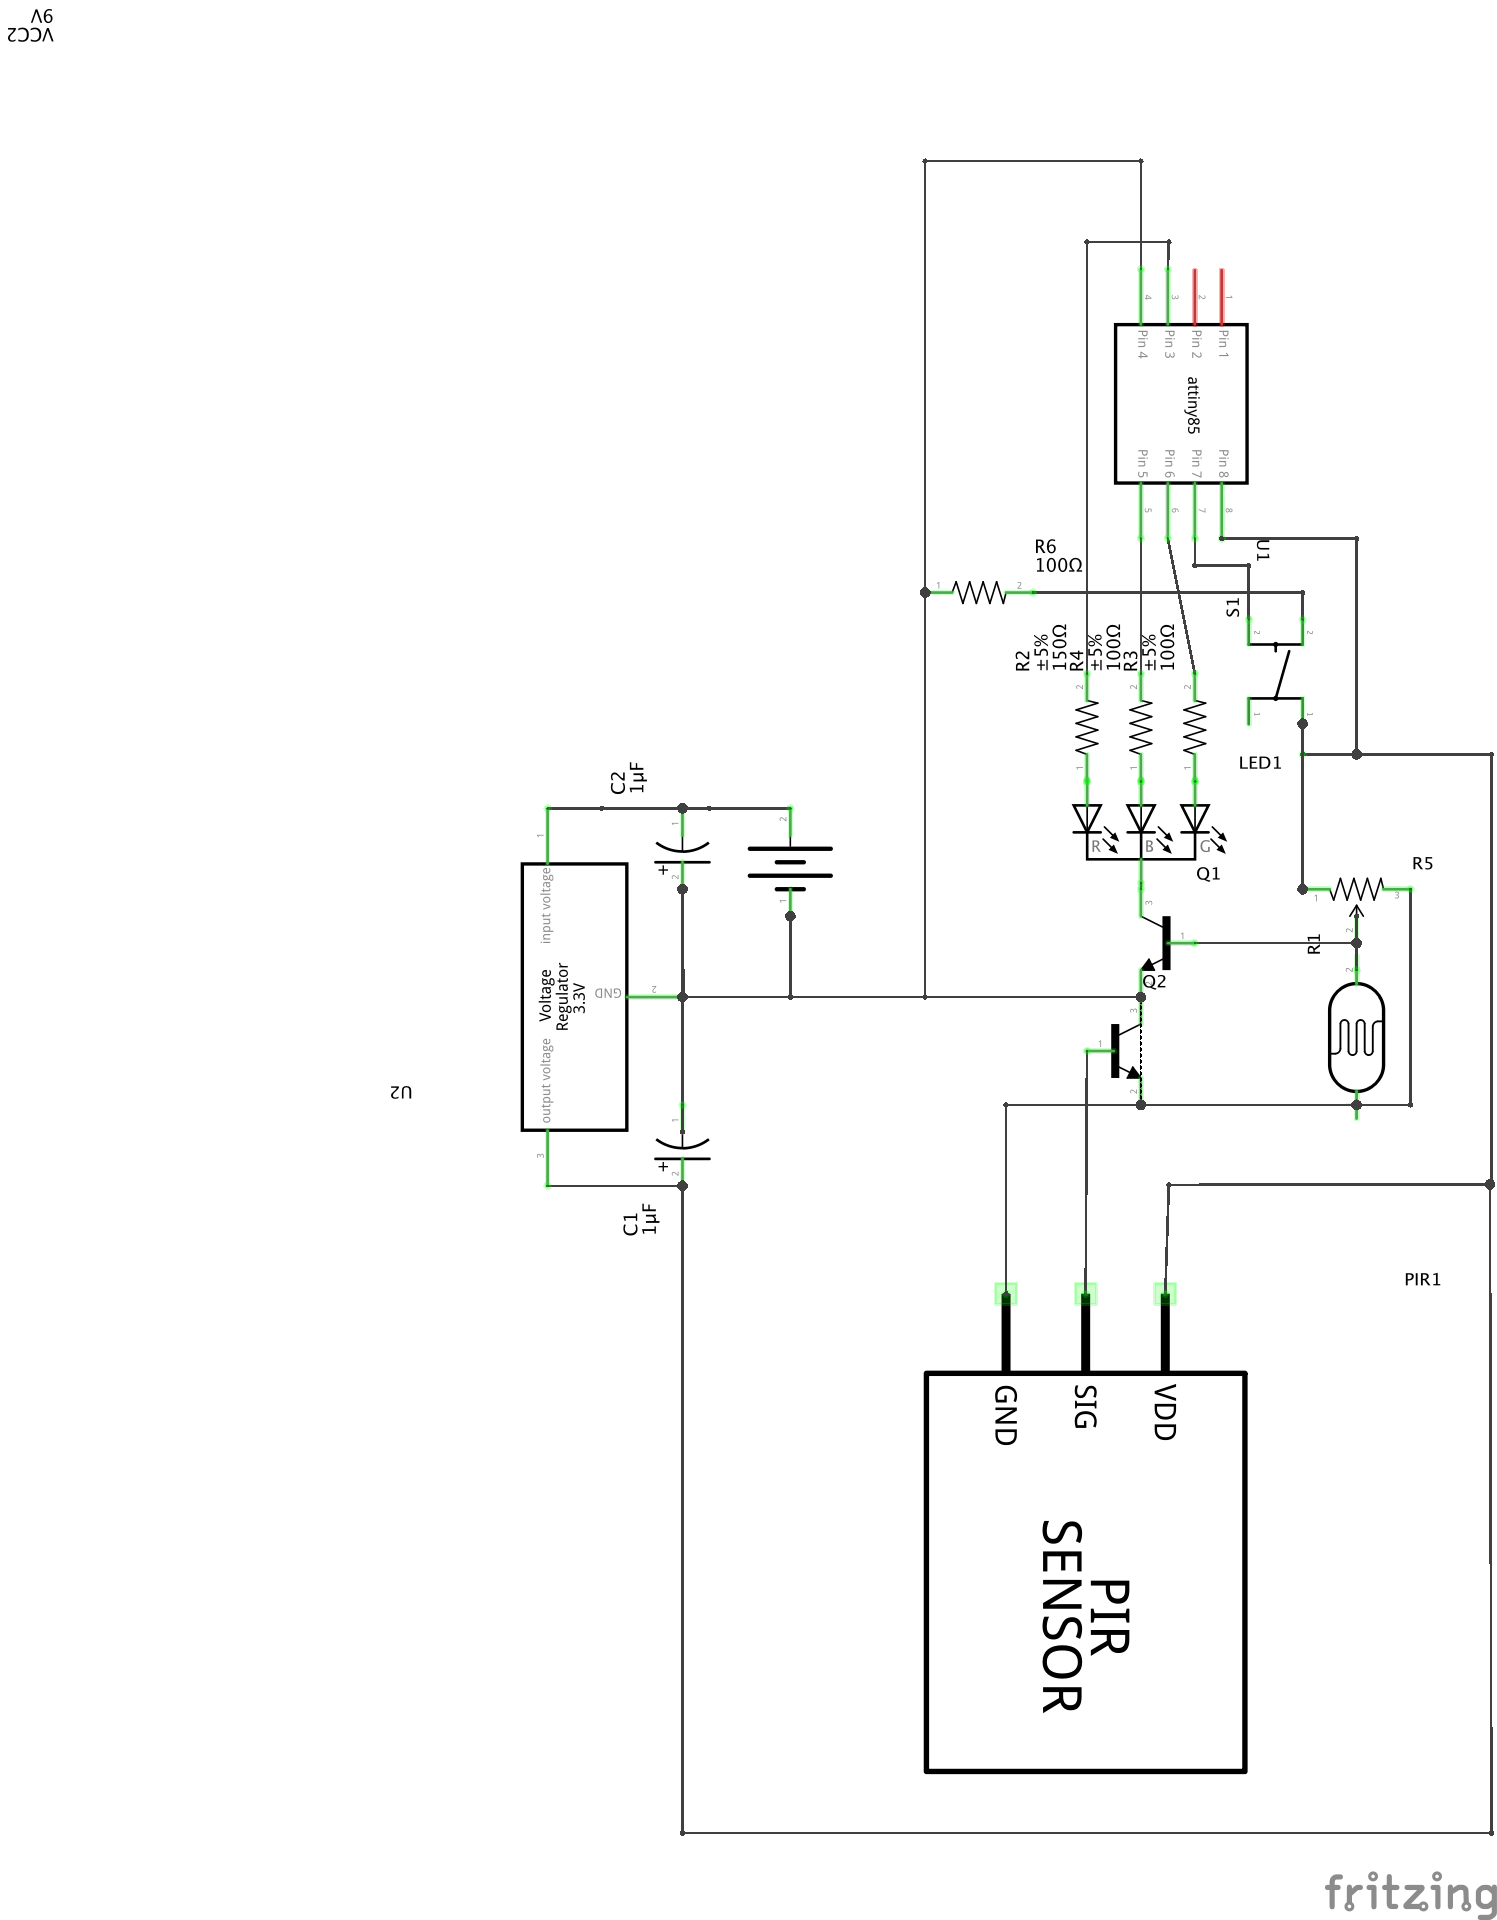 VCC2
9V
4
3
2
1
Pin 4
Pin 3
Pin 2
Pin 1
attiny85
Pin 5
Pin 6
Pin 7
Pin 8
5
6
7
8
U1
R6
100Ω
1
2
S1
2
2
1
1
R2
±5%
150Ω
R4
±5%
100Ω
R3
±5%
100Ω
2
2
2
1
1
1
LED1
R
B
G
Q1
3
1
Q2
3
1
2
R5
1
3
2
R1
2
C2
1µF
1
2
+
2
1
1
input voltage
Voltage
Regulator
3.3V
GND
2
output voltage
3
U2
1
2
+
C1
1µF
PIR1
GND
SIG
VDD
PIR
SENSOR
fritzing